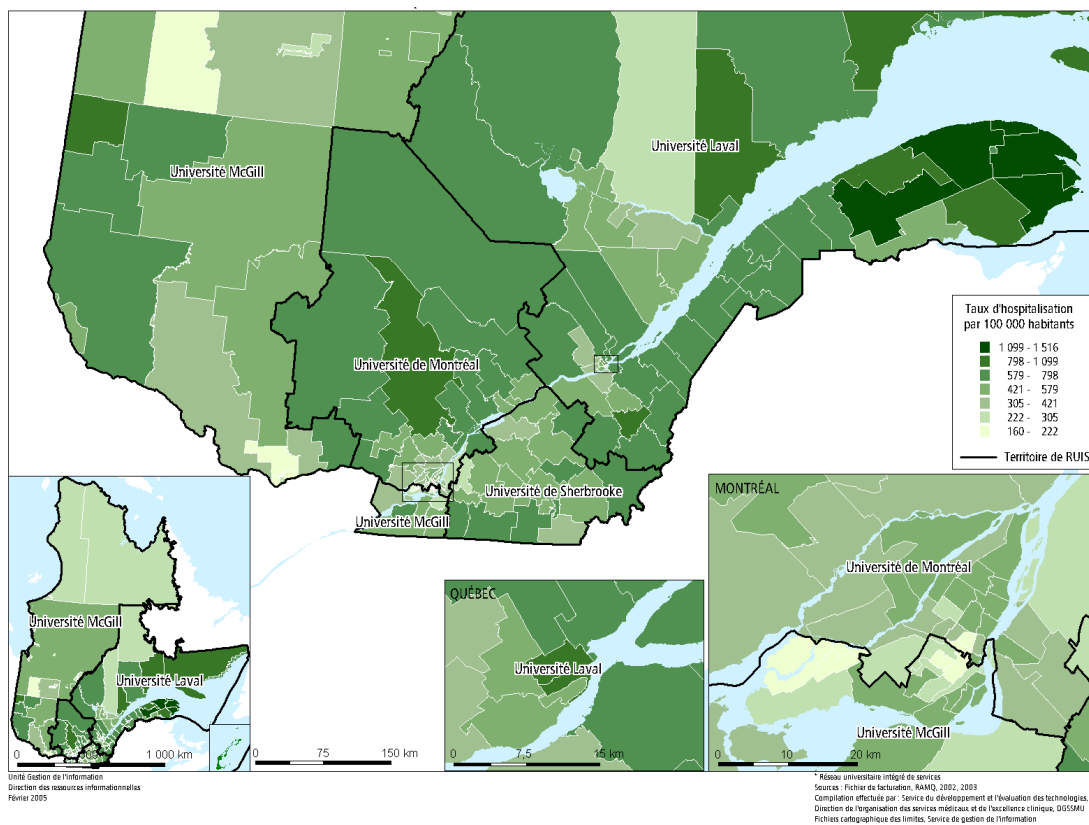 Université McGill
Université Laval
Université de Montréal
Université de Sherbrooke
Université McGill
Taux d'hospitalisation
par 100 000 habitants
1 099 - 1 516
798 - 1 099
579 - 798
421 - 579
305 - 421
222 - 305
160 - 222
Territoire de RUIS
Université McGill
Université Laval
0
1 000 km
0 75 150 km
QUÉBEC
Université Laval
0 7,5 15 km
MONTRÉAL
Université de Montréal
Université McGill
0 10 20 km
Unité Gestion de l'information
Direction des ressources informationnelles
Février 2005
* Réseau universitaire intégré de services
Sources : Fichier de facturation, RAMQ, 2002, 2003
Compilation effectuée par : Service du développement et l'évaluation des technologies,
Direction de l'organisation des services médicaux et de l'excellence clinique, DGSSMU
Fichiers cartographique des limites, Service de gestion de l'information